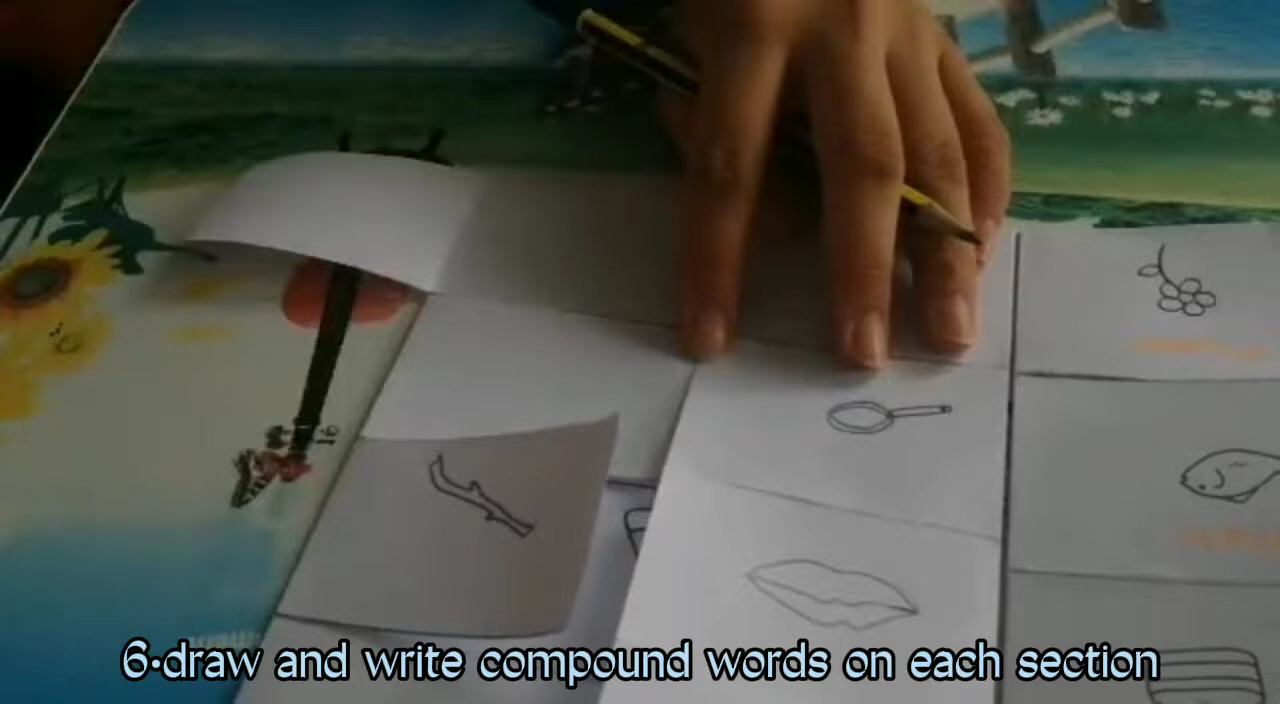 6.draw and write compound words on each section